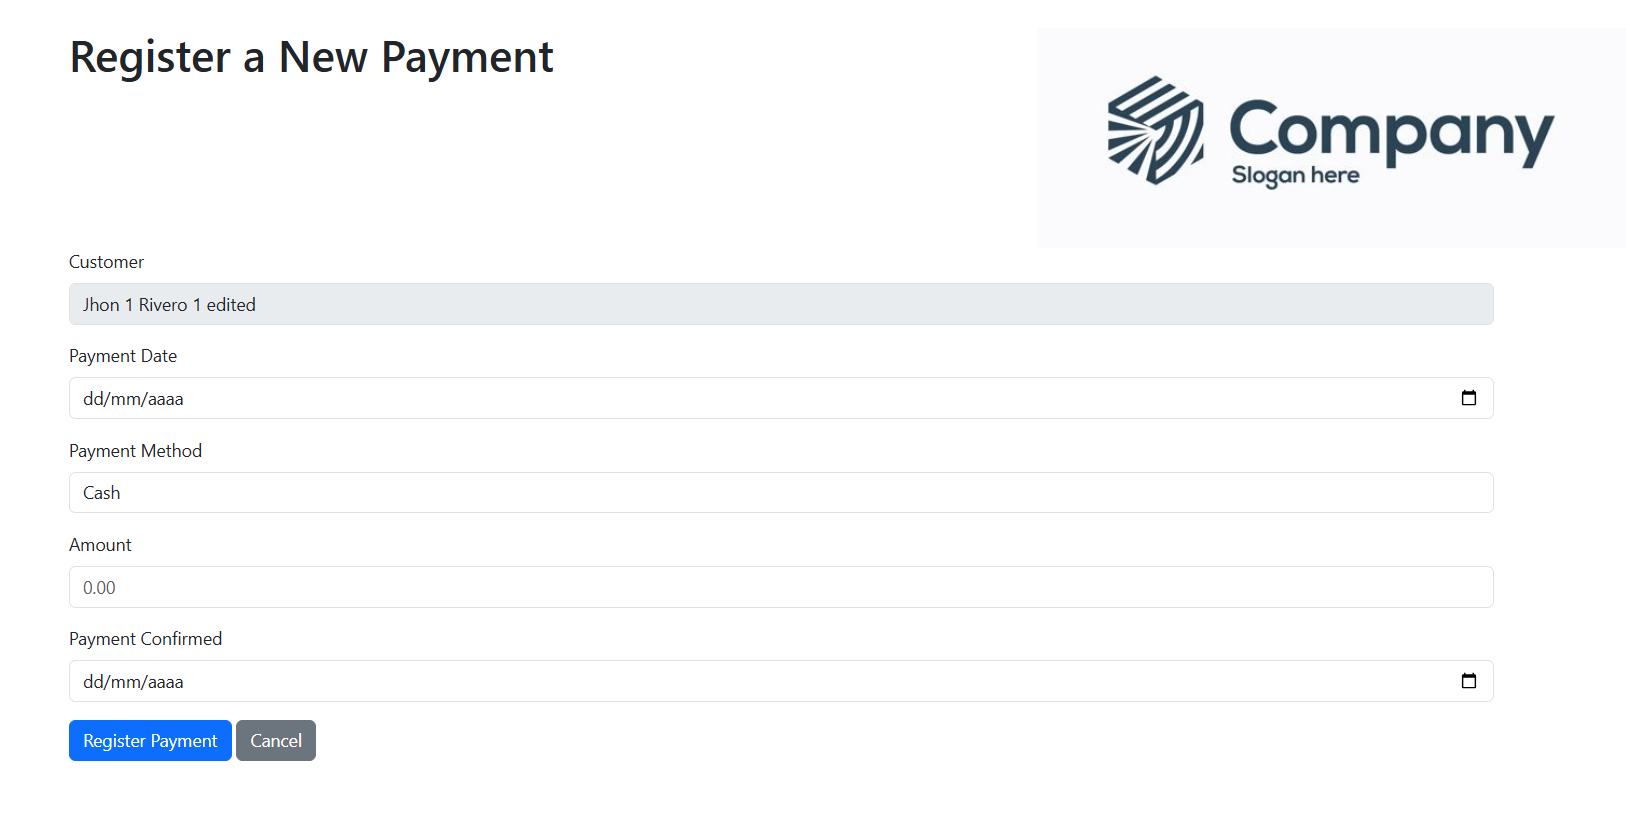 Register a New Payment
Company
Slogan here
Customer
Jhon 1 Rivero 1 edited
Payment Date
dd/mm/aaaa
Payment Method
Cash
Amount
0.00
Payment Confirmed
dd/mm/aaaa
Register Payment Cancel